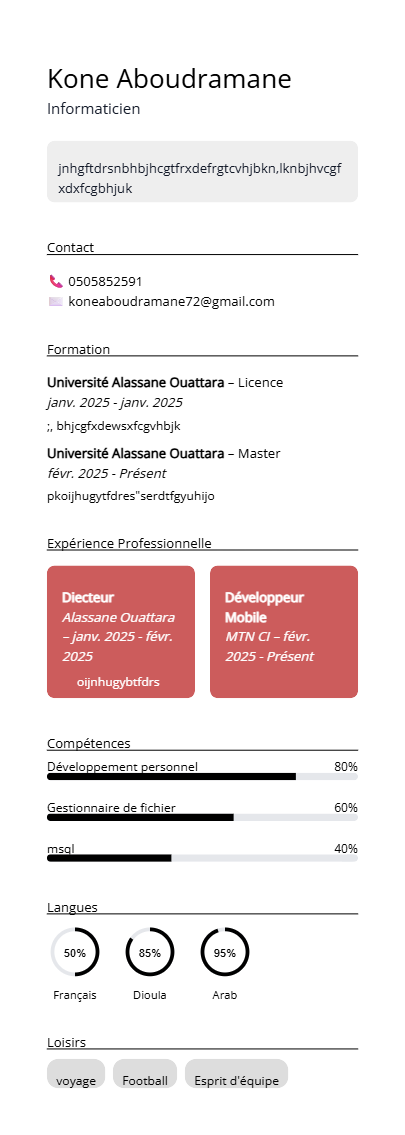 Kone Aboudramane
Informaticien
jnhgftdrsnbhbjhcgtfrxdefrgtcvhjbkn,lknbjhvcgf
xdxfcgbhjuk
Contact
0505852591
koneaboudramane72@gmail.com
Formation
Université Alassane Ouattara – Licence
janv. 2025 - janv. 2025
;, bhjcgfxdewsxfcgvhbjk
Université Alassane Ouattara – Master
févr. 2025 - Présent
pkoijhugytfdres"serdtfgyuhijo
Expérience Professionnelle
Diecteur
Alassane Ouattara
– janv. 2025 - févr.
2025
oijnhugybtfdrs
Développeur
Mobile
MTN CI – févr.
2025 - Présent
Compétences
Développement personnel 80%
Gestionnaire de fichier 60%
msql 40%
Langues
50% 85% 95%
Français Dioula Arab
Loisirs
voyage Football Esprit d'équipe